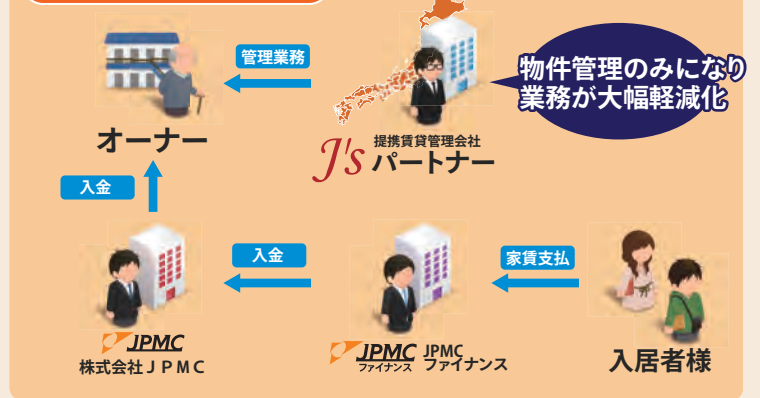 管理業務
物件管理のみになり
業務が大幅軽減化
オーナー
提携賃貸管理会社
J's パートナー
入金
入金
家賃支払
JPMC
株式会社ＪＰＭＣ
JPMC
ファイナンス
JPMC
ファイナンス
入居者様